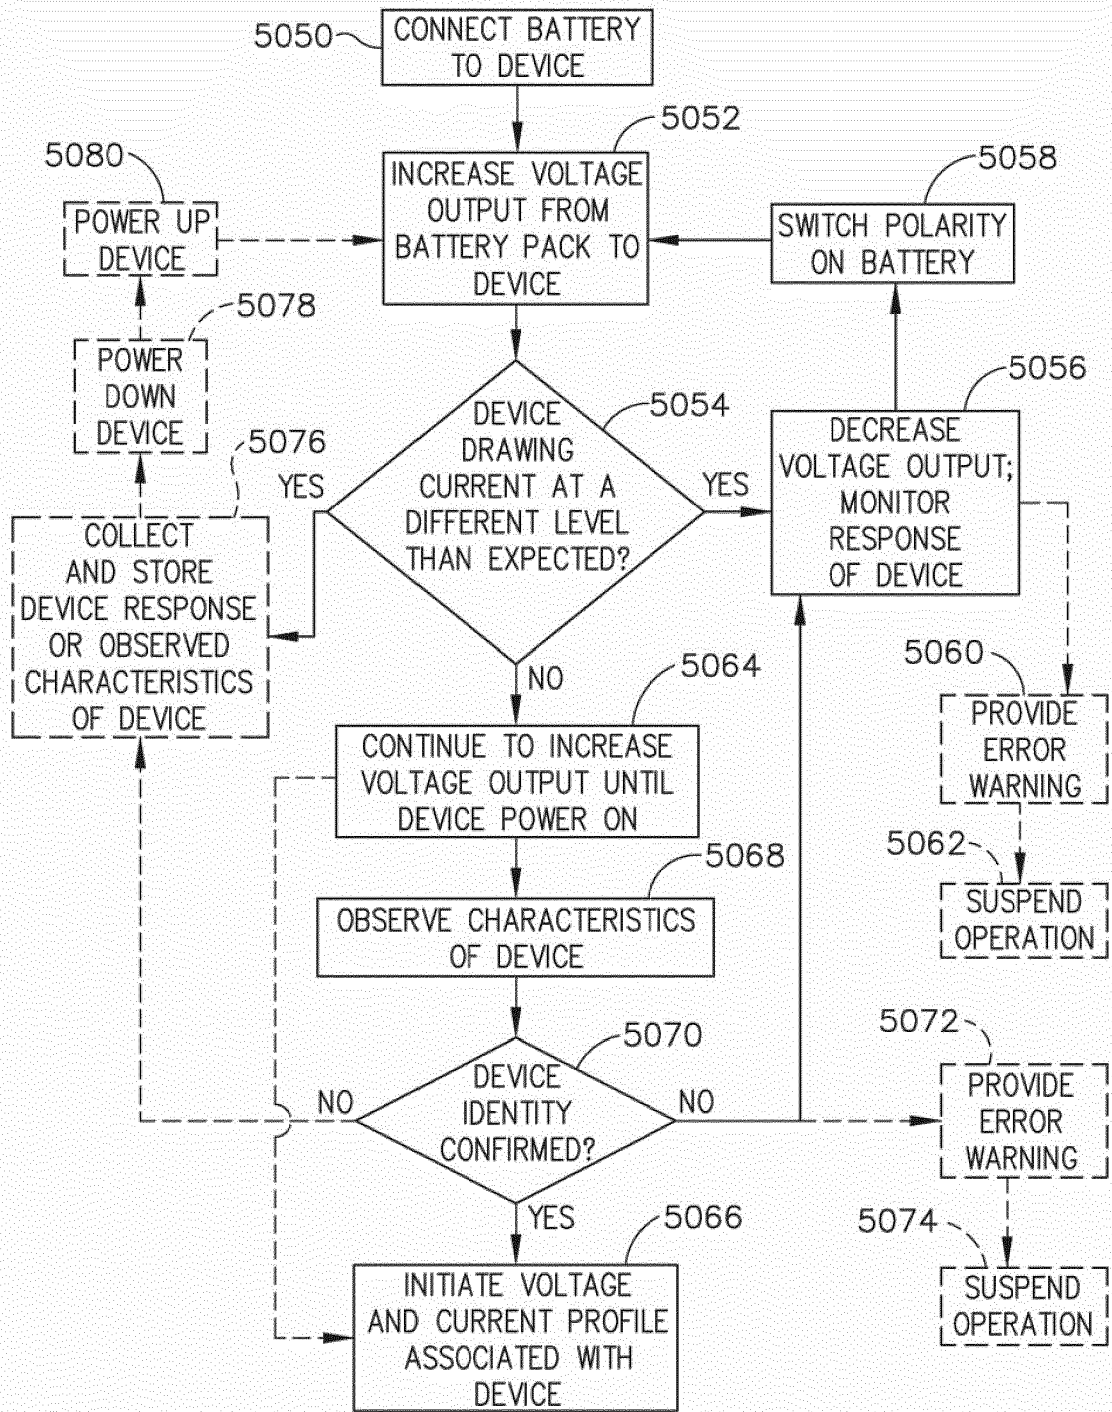 5050
CONNECT BATTERY
TO DEVICE
5052
INCREASE VOLTAGE
OUTPUT FROM
BATTERY PACK TO
DEVICE
5080
POWER UP
DEVICE
5058
SWITCH POLARITY
ON BATTERY
5078
POWER
DOWN
DEVICE
5054
DEVICE
DRAWING
CURRENT AT A
DIFFERENT LEVEL
THAN EXPECTED?
YES
YES
NO
5056
DECREASE
VOLTAGE OUTPUT;
MONITOR
RESPONSE
OF DEVICE
5076
COLLECT
AND STORE
DEVICE RESPONSE
OR OBSERVED
CHARACTERISTICS
OF DEVICE
5060
PROVIDE
ERROR
WARNING
5062
SUSPEND
OPERATION
5064
CONTINUE TO INCREASE
VOLTAGE OUTPUT UNTIL
DEVICE POWER ON
5068
OBSERVE CHARACTERISTICS
OF DEVICE
5070
DEVICE
IDENTITY
CONFIRMED?
NO
NO
YES
5072
PROVIDE
ERROR
WARNING
5074
SUSPEND
OPERATION
5066
INITIATE VOLTAGE
AND CURRENT PROFILE
ASSOCIATED WITH
DEVICE